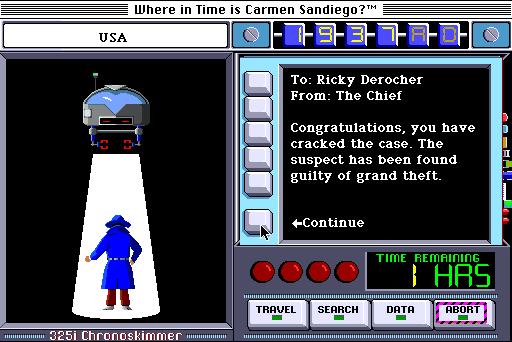 Where in Time is Carmen Sandiego?™
USA
1937AD
To: Ricky Derocher
From: The Chief
Congratulations, you have
cracked the case. The
suspect has been found
guilty of grand theft.
←Continue
TIME REMAINING
1 HRS
TRAVEL
SEARCH
DATA
ABORT
325i Chronoskimmer